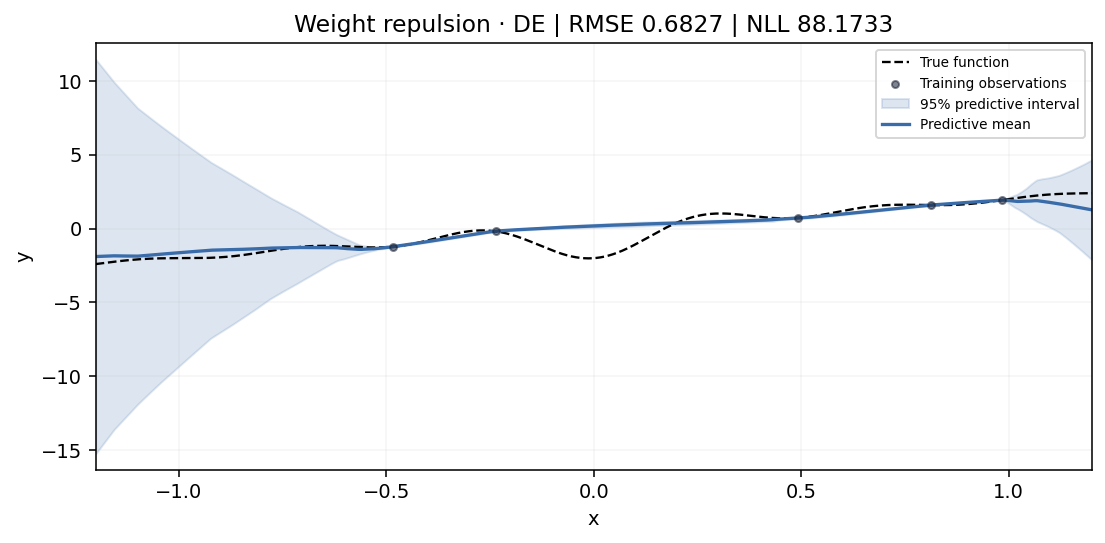 Weight repulsion · DE | RMSE 0.6827 | NLL 88.1733
True function
Training observations
95% predictive interval
Predictive mean
10
5
0
−5
−10
−15
y
−1.0
−0.5
0.0
0.5
1.0
x